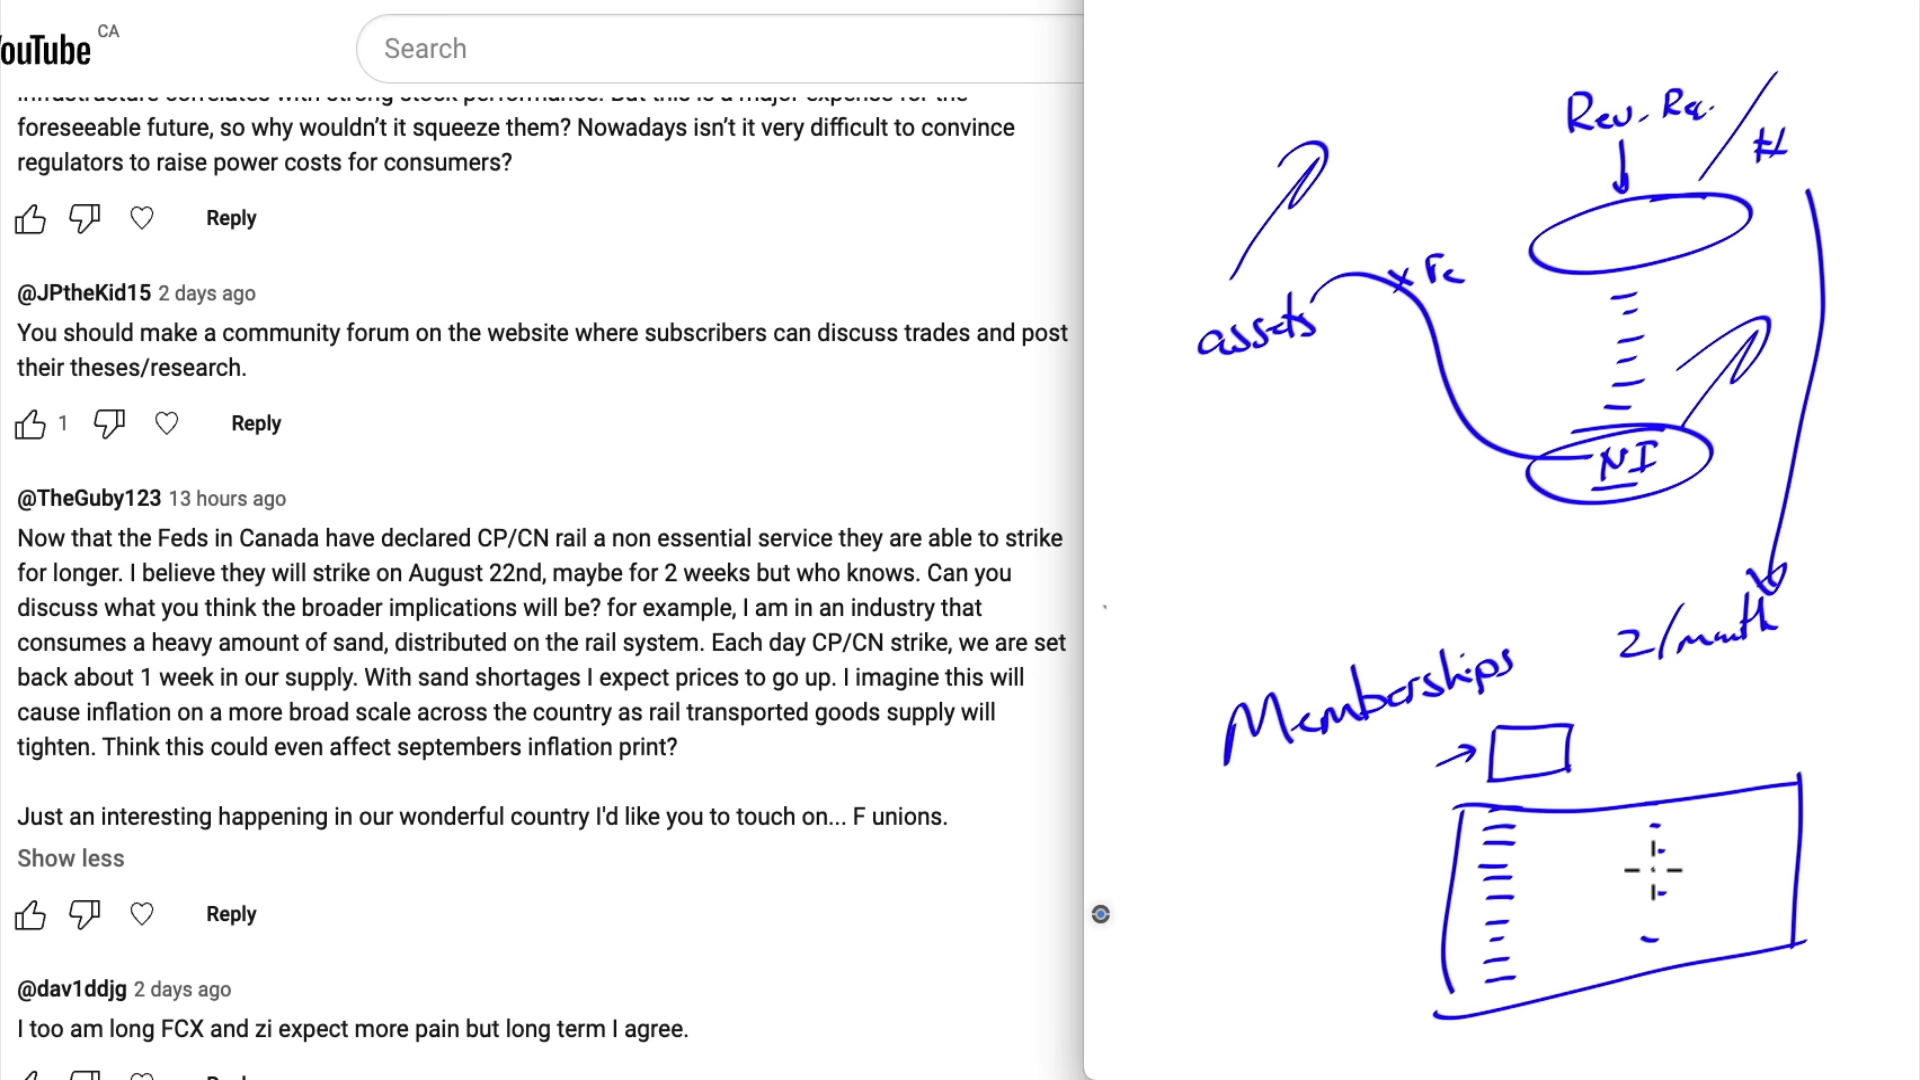 ouTube CA
Search
foreseeable future, so why wouldn’t it squeeze them? Nowadays isn’t it very difficult to convince
regulators to raise power costs for consumers?
Reply
@JPtheKid15 2 days ago
You should make a community forum on the website where subscribers can discuss trades and post
their theses/research.
1
Reply
@TheGuby123 13 hours ago
Now that the Feds in Canada have declared CP/CN rail a non essential service they are able to strike
for longer. I believe they will strike on August 22nd, maybe for 2 weeks but who knows. Can you
discuss what you think the broader implications will be? for example, I am in an industry that
consumes a heavy amount of sand, distributed on the rail system. Each day CP/CN strike, we are set
back about 1 week in our supply. With sand shortages I expect prices to go up. I imagine this will
cause inflation on a more broad scale across the country as rail transported goods supply will
tighten. Think this could even affect septembers inflation print?
Just an interesting happening in our wonderful country I'd like you to touch on... F unions.
Show less
Reply
@dav1ddjg 2 days ago
I too am long FCX and zi expect more pain but long term I agree.
Rev. Rq.
#
assets
x re
NI
2/month
Memberships